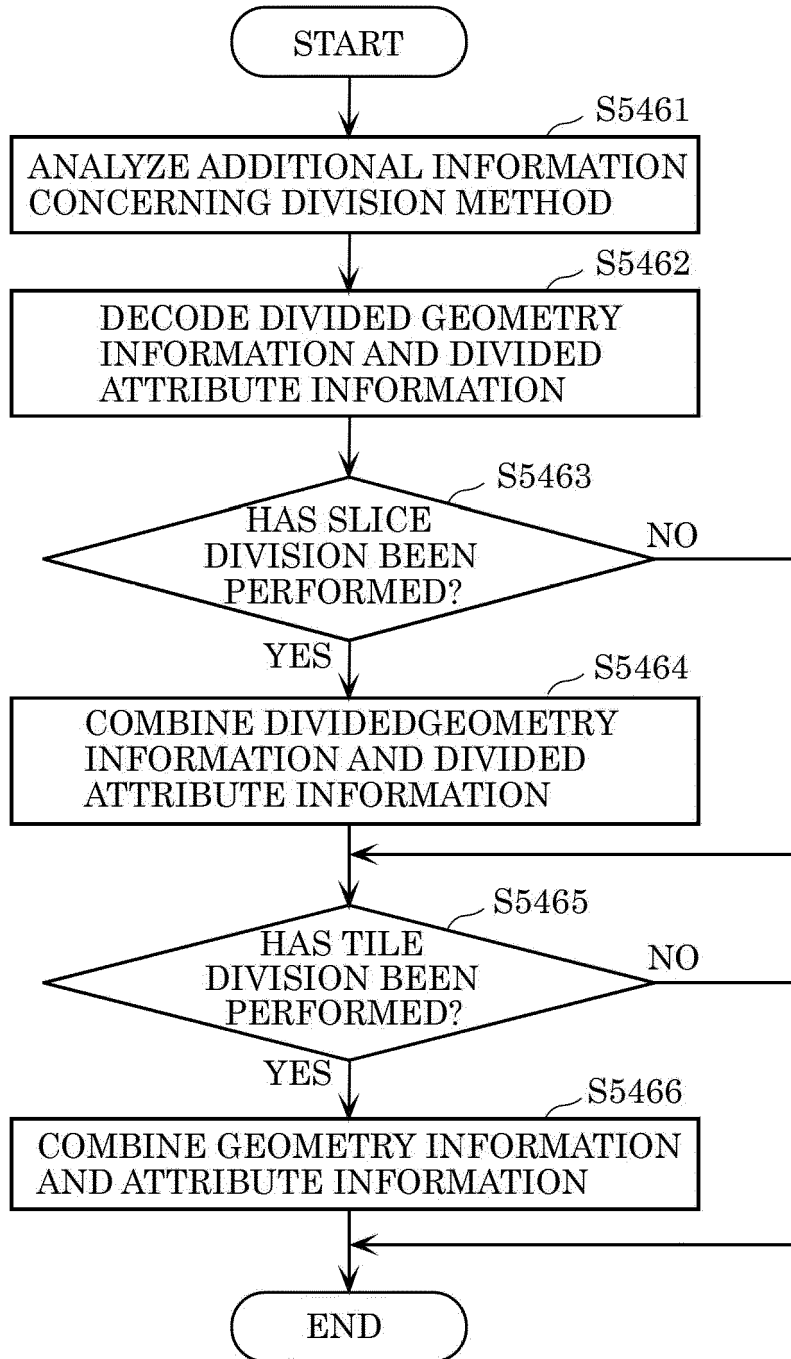 START
S5461
ANALYZE ADDITIONAL INFORMATION
CONCERNING DIVISION METHOD
S5462
DECODE DIVIDED GEOMETRY
INFORMATION AND DIVIDED
ATTRIBUTE INFORMATION
S5463
HAS SLICE
DIVISION BEEN
PERFORMED?
NO
YES
S5464
COMBINE DIVIDEDGEOMETRY
INFORMATION AND DIVIDED
ATTRIBUTE INFORMATION
S5465
HAS TILE
DIVISION BEEN
PERFORMED?
NO
YES
S5466
COMBINE GEOMETRY INFORMATION
AND ATTRIBUTE INFORMATION
END